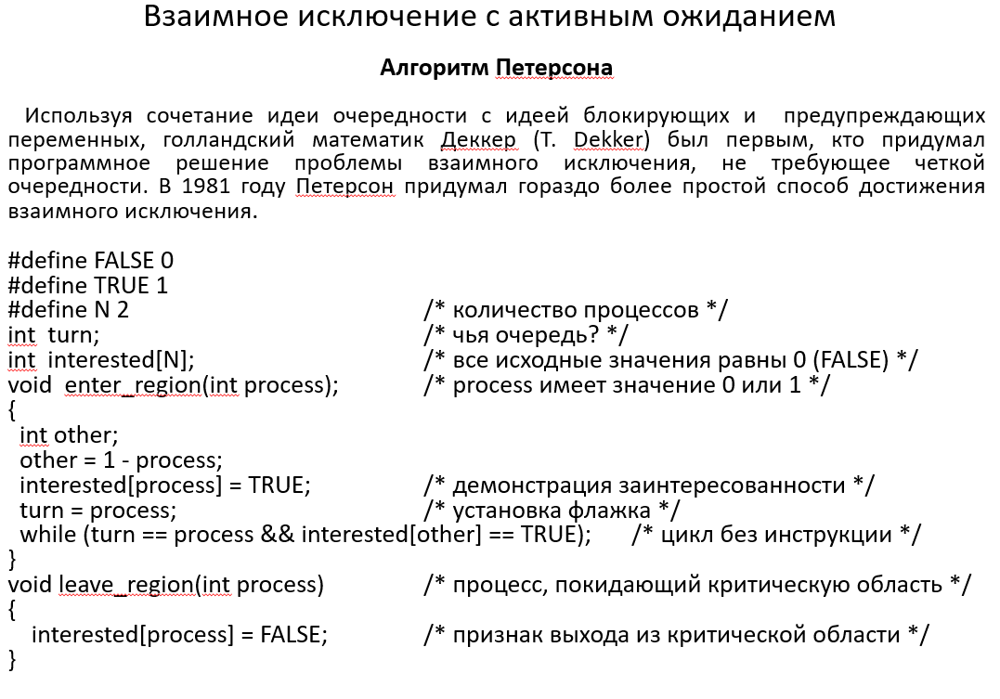 Взаимное исключение с активным ожиданием
Алгоритм Петерсона
Используя сочетание идеи очередности с идеей блокирующих и предупреждающих
переменных, голландский математик Деккер (T. Dekker) был первым, кто придумал
программное решение проблемы взаимного исключения, не требующее четкой
очередности. В 1981 году Петерсон придумал гораздо более простой способ достижения
взаимного исключения.
#define FALSE 0
#define TRUE 1
#define N 2 /* количество процессов */
int turn; /* чья очередь? */
int interested[N]; /* все исходные значения равны 0 (FALSE) */
void enter_region(int process); /* process имеет значение 0 или 1 */
{
int other;
other = 1 - process;
interested[process] = TRUE; /* демонстрация заинтересованности */
turn = process; /* установка флажка */
while (turn == process && interested[other] == TRUE); /* цикл без инструкции */
}
void leave_region(int process) /* процесс, покидающий критическую область */
{
interested[process] = FALSE; /* признак выхода из критической области */
}